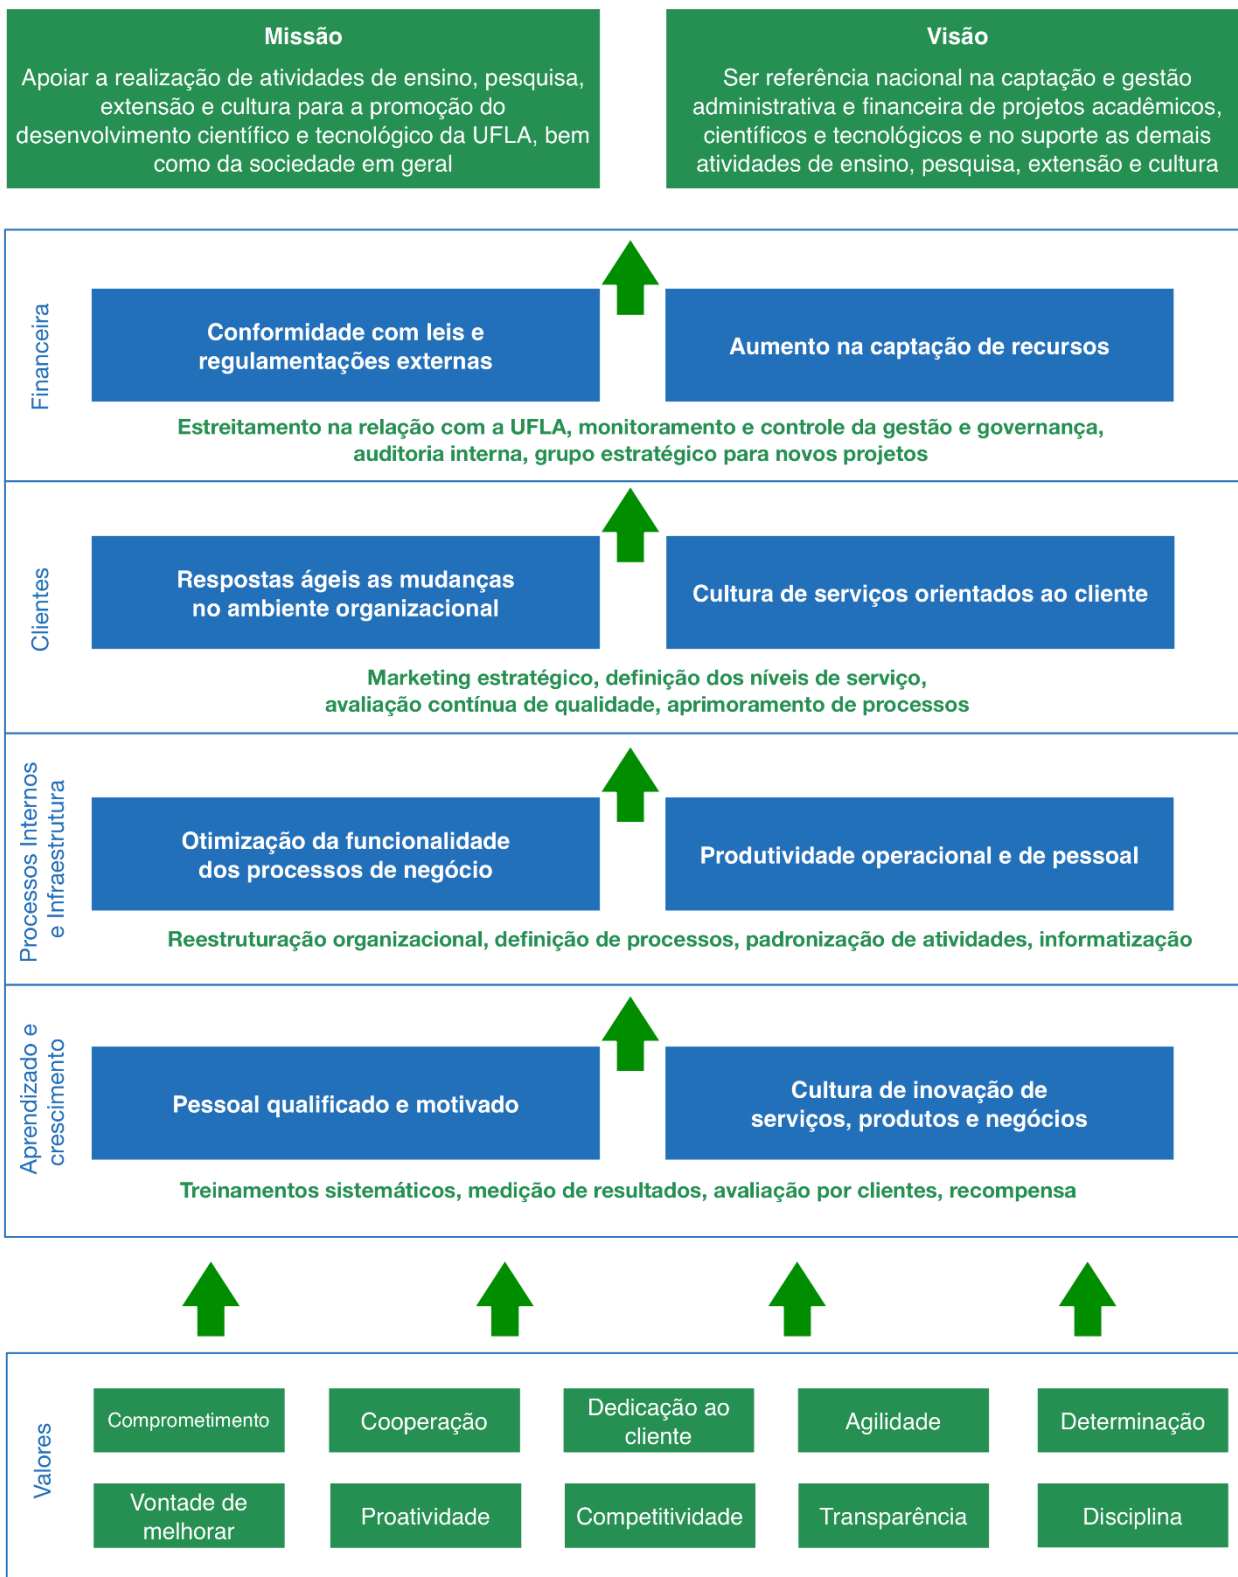 Missão
Apoiar a realização de atividades de ensino, pesquisa,
extensão e cultura para a promoção do
desenvolvimento científico e tecnológico da UFLA, bem
como da sociedade em geral
Visão
Ser referência nacional na captação e gestão
administrativa e financeira de projetos acadêmicos,
científicos e tecnológicos e no suporte as demais
atividades de ensino, pesquisa, extensão e cultura
Financeira
Conformidade com leis e
regulamentações externas
Aumento na captação de recursos
Estreitamento na relação com a UFLA, monitoramento e controle da gestão e governança,
auditoria interna, grupo estratégico para novos projetos
Clientes
Respostas ágeis as mudanças
no ambiente organizacional
Cultura de serviços orientados ao cliente
Marketing estratégico, definição dos níveis de serviço,
avaliação contínua de qualidade, aprimoramento de processos
Processos Internos
e Infraestrutura
Otimização da funcionalidade
dos processos de negócio
Produtividade operacional e de pessoal
Reestruturação organizacional, definição de processos, padronização de atividades, informatização
Aprendizado e
crescimento
Pessoal qualificado e motivado
Cultura de inovação de
serviços, produtos e negócios
Treinamentos sistemáticos, medição de resultados, avaliação por clientes, recompensa
Valores
Comprometimento
Cooperação
Dedicação ao
cliente
Agilidade
Determinação
Vontade de
melhorar
Proatividade
Competitividade
Transparência
Disciplina